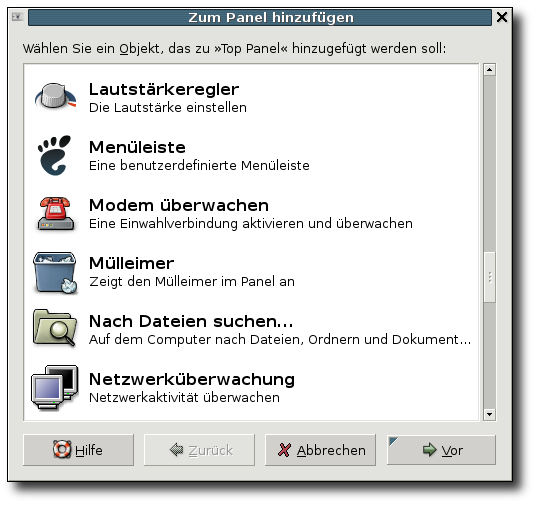 Zum Panel hinzufügen
Wählen Sie ein Objekt, das zu »Top Panel« hinzugefügt werden soll:
Lautstärkeregler
Die Lautstärke einstellen
Menüleiste
Eine benutzerdefinierte Menüleiste
Modem überwachen
Eine Einwahlverbindung aktivieren und überwachen
Mülleimer
Zeigt den Mülleimer im Panel an
Nach Dateien suchen...
Auf dem Computer nach Dateien, Ordnern und Dokument...
Netzwerküberwachung
Netzwerkaktivität überwachen
Hilfe
Zurück
Abbrechen
Vor